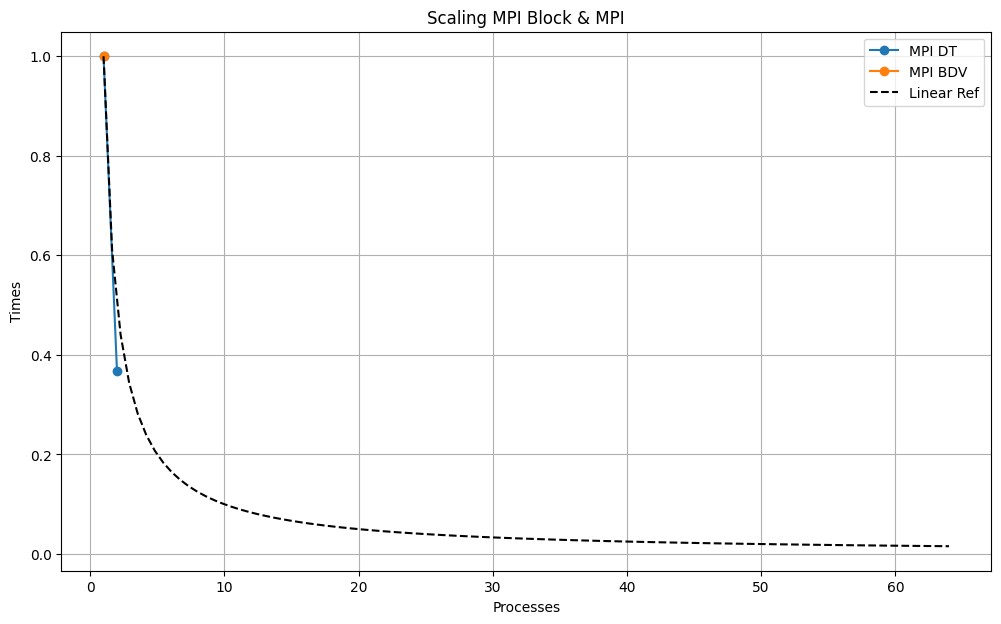 Scaling MPI Block & MPI
MPI DT
MPI BDV
Linear Ref
Times
1.0
0.8
0.6
0.4
0.2
0.0
0 10 20 30 40 50 60
Processes